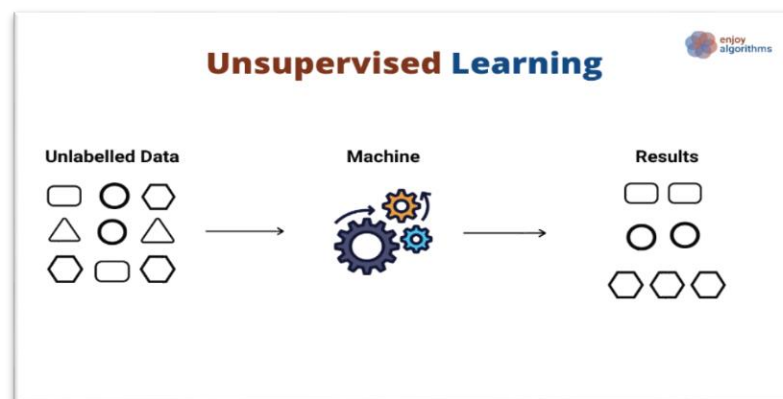 enjoy
algorithms
Unsupervised Learning
Unlabelled Data
Machine
Results